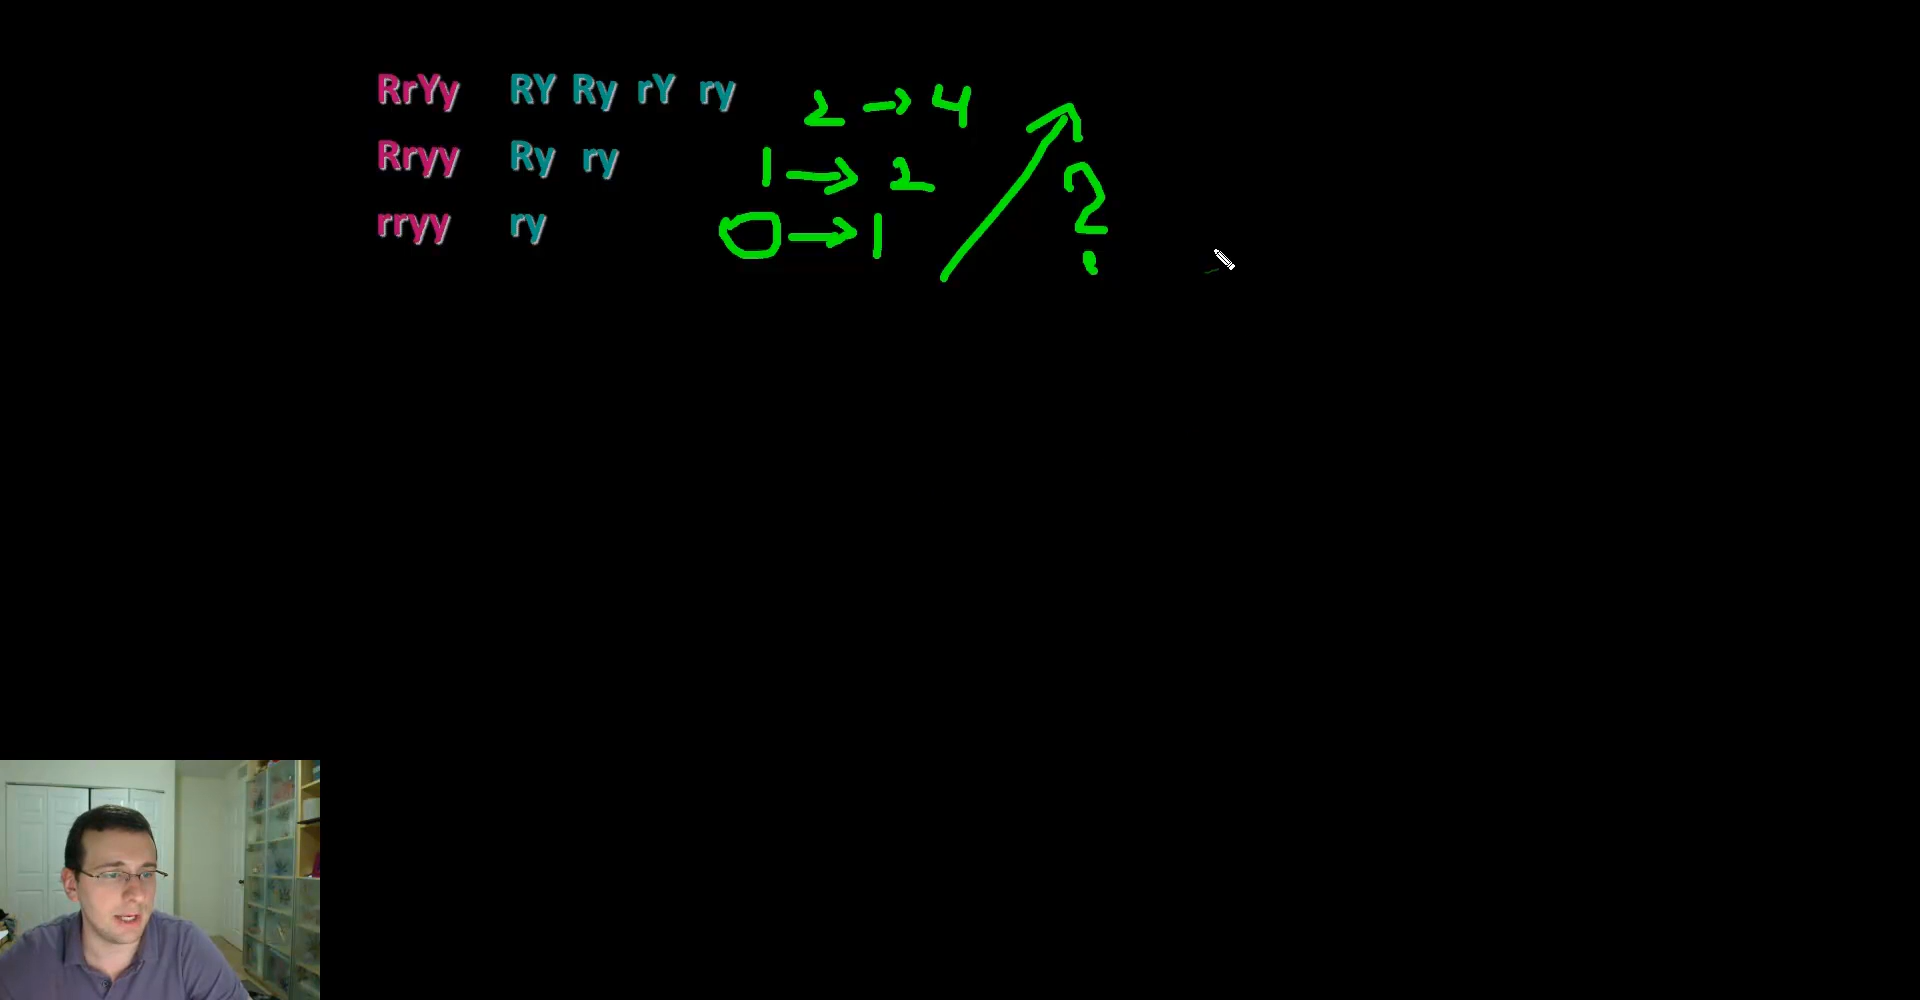 RrYy RY Ry rY ry 2 → 4
Rryy Ry ry 1 → 2
rryy ry 0 → 1
?